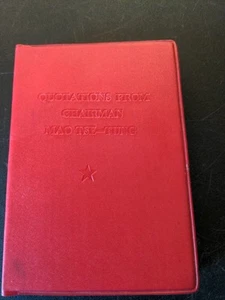 QUOTATIONS FROM
CHAIRMAN
MAO TSE-TUNG